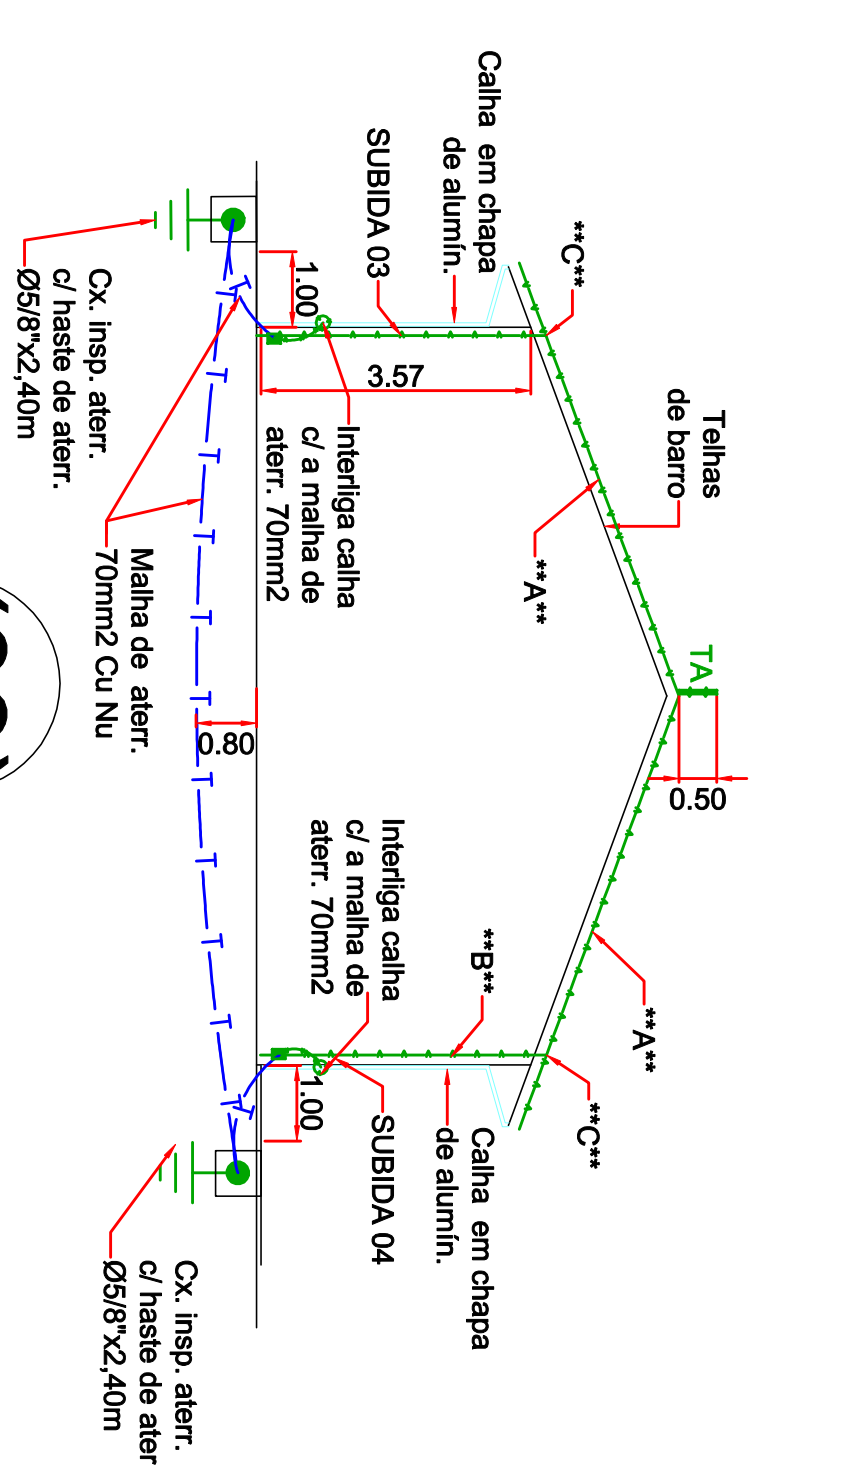 TA
0.50
Telhas
de barro
**A**
**A**
**C**
**C**
Calha em chapa
de alumín.
SUBIDA 03
1.00
3.57
Interliga calha
c/ a malha de
aterr. 70mm2
**B**
Interliga calha
c/ a malha de
aterr. 70mm2
Calha em chapa
de alumín.
SUBIDA 04
1.00
0.80
T
T
T
T
T
T
T
T
T
T
T
T
T
T
Cx. insp. aterr.
c/ haste de aterr.
Ø5/8"x2,40m
Malha de aterr.
70mm2 Cu Nu
Cx. insp. aterr.
c/ haste de ater
Ø5/8"x2,40m